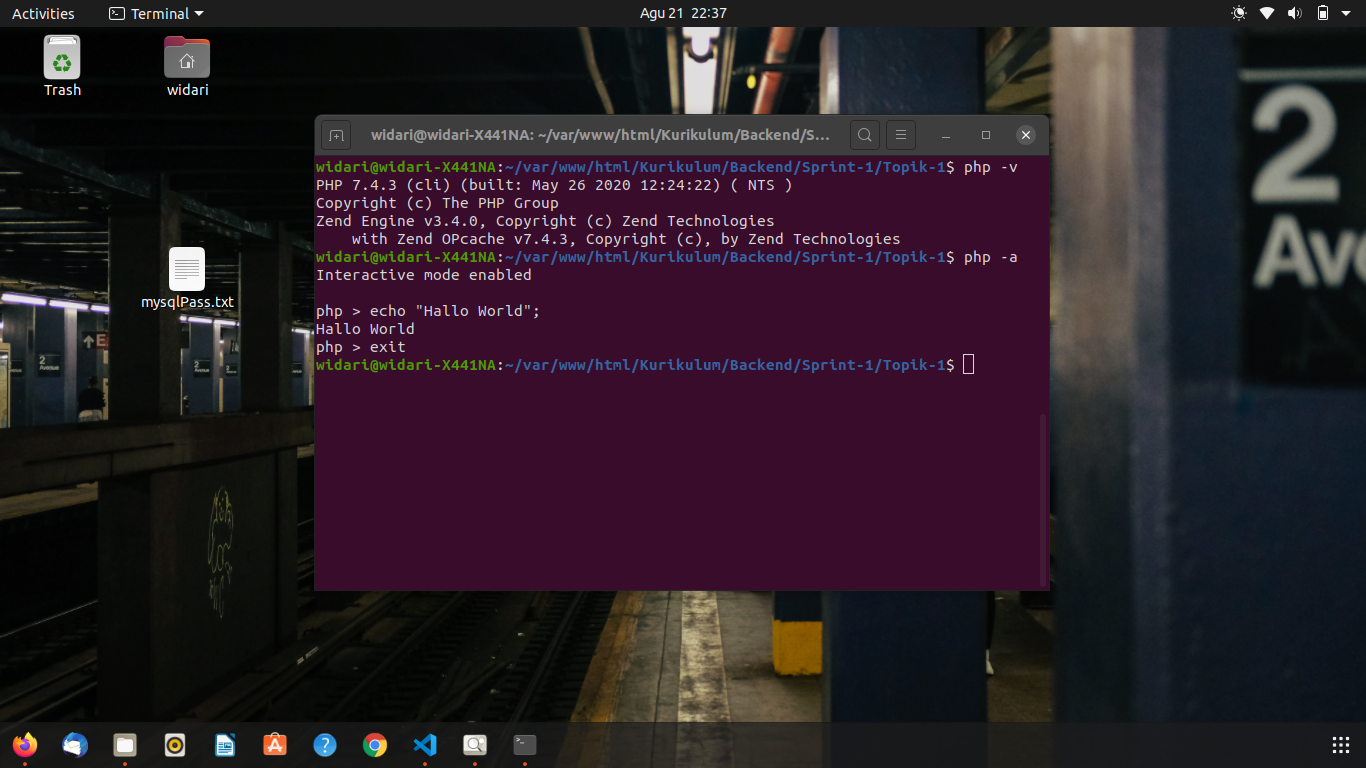 Activities
Terminal
Agu 21 22:37
Trash
widari
mysqlPass.txt
widari@widari-X441NA: ~/var/www/html/Kurikulum/Backend/S...
widari@widari-X441NA:~/var/www/html/Kurikulum/Backend/Sprint-1/Topik-1$ php -v
PHP 7.4.3 (cli) (built: May 26 2020 12:24:22) ( NTS )
Copyright (c) The PHP Group
Zend Engine v3.4.0, Copyright (c) Zend Technologies
    with Zend OPcache v7.4.3, Copyright (c), by Zend Technologies
widari@widari-X441NA:~/var/www/html/Kurikulum/Backend/Sprint-1/Topik-1$ php -a
Interactive mode enabled
php > echo "Hallo World";
Hallo World
php > exit
widari@widari-X441NA:~/var/www/html/Kurikulum/Backend/Sprint-1/Topik-1$
2
Ave
2
Avenue
2
Avenue
E